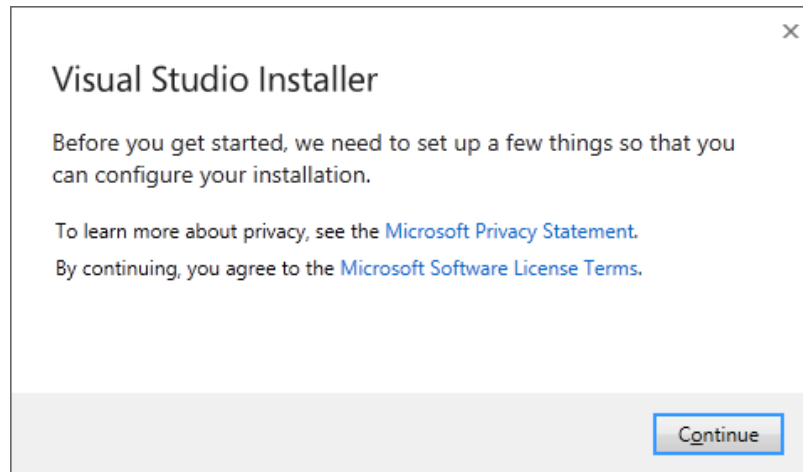 Visual Studio Installer
Before you get started, we need to set up a few things so that you
can configure your installation.
To learn more about privacy, see the Microsoft Privacy Statement.
By continuing, you agree to the Microsoft Software License Terms.
Continue